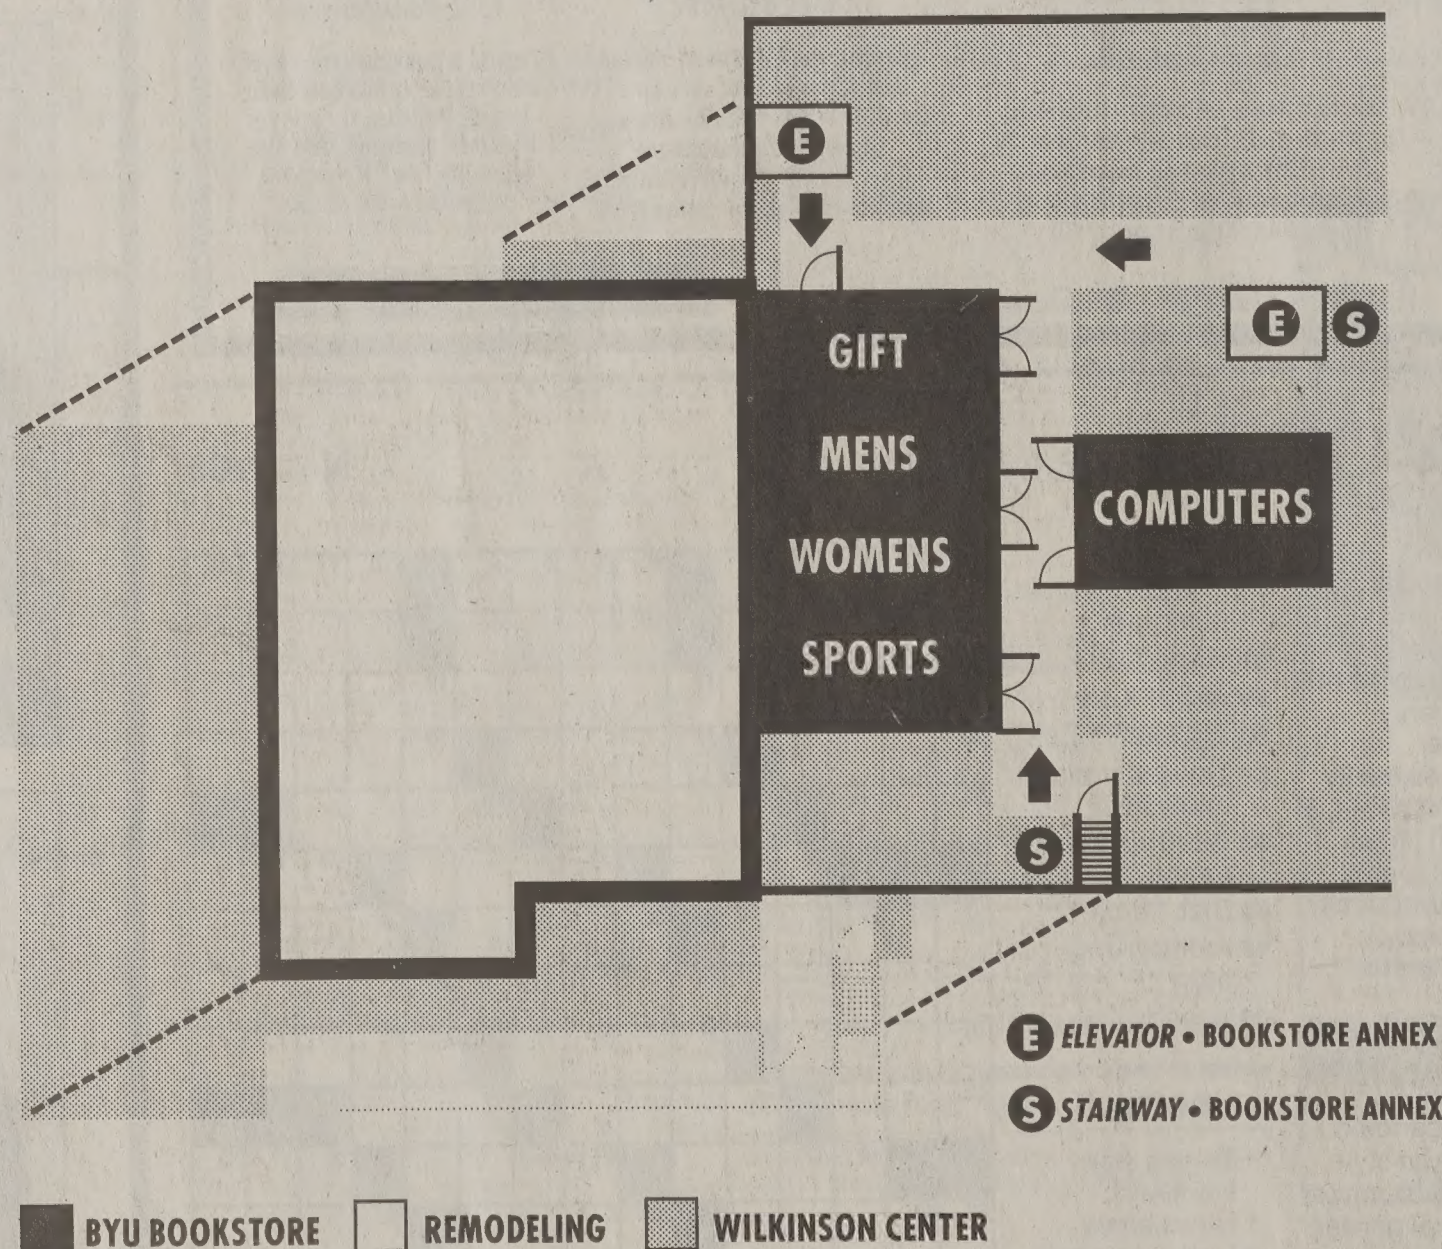 E
E S
GIFT
MENS
COMPUTERS
WOMENS
SPORTS
S
E ELEVATOR • BOOKSTORE ANNEX
S STAIRWAY • BOOKSTORE ANNEX
BYU BOOKSTORE REMODELING WILKINSON CENTER